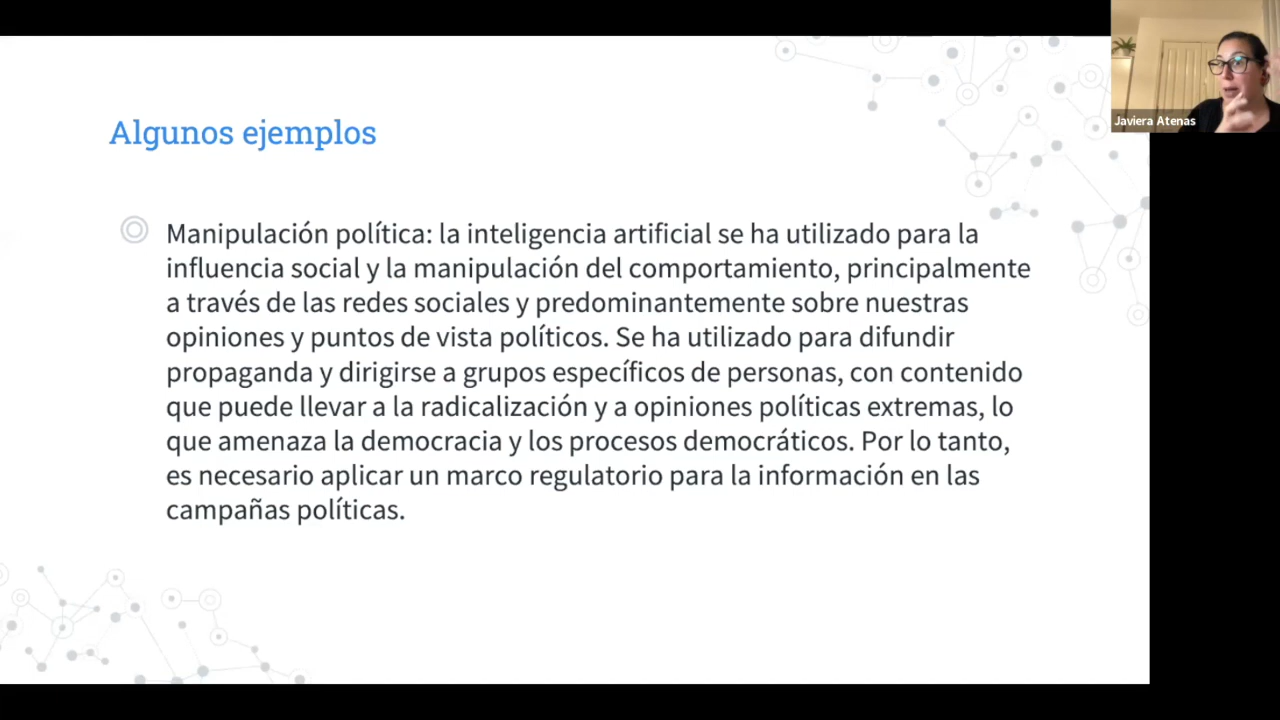 Algunos ejemplos
Manipulación política: la inteligencia artificial se ha utilizado para la
influencia social y la manipulación del comportamiento, principalmente
a través de las redes sociales y predominantemente sobre nuestras
opiniones y puntos de vista políticos. Se ha utilizado para difundir
propaganda y dirigirse a grupos específicos de personas, con contenido
que puede llevar a la radicalización y a opiniones políticas extremas, lo
que amenaza la democracia y los procesos democráticos. Por lo tanto,
es necesario aplicar un marco regulatorio para la información en las
campañas políticas.
Javiera Atenas